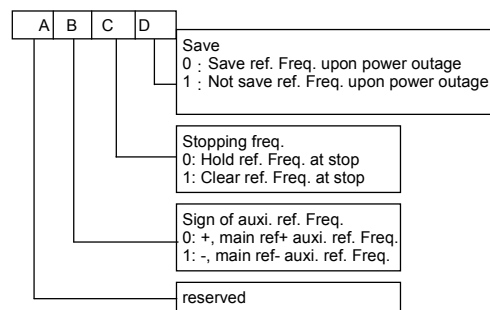 A B C D
Save
0 : Save ref. Freq. upon power outage
1 : Not save ref. Freq. upon power outage
Stopping freq.
0: Hold ref. Freq. at stop
1: Clear ref. Freq. at stop
Sign of auxi. ref. Freq.
0: +, main ref+ auxi. ref. Freq.
1: -, main ref- auxi. ref. Freq.
reserved